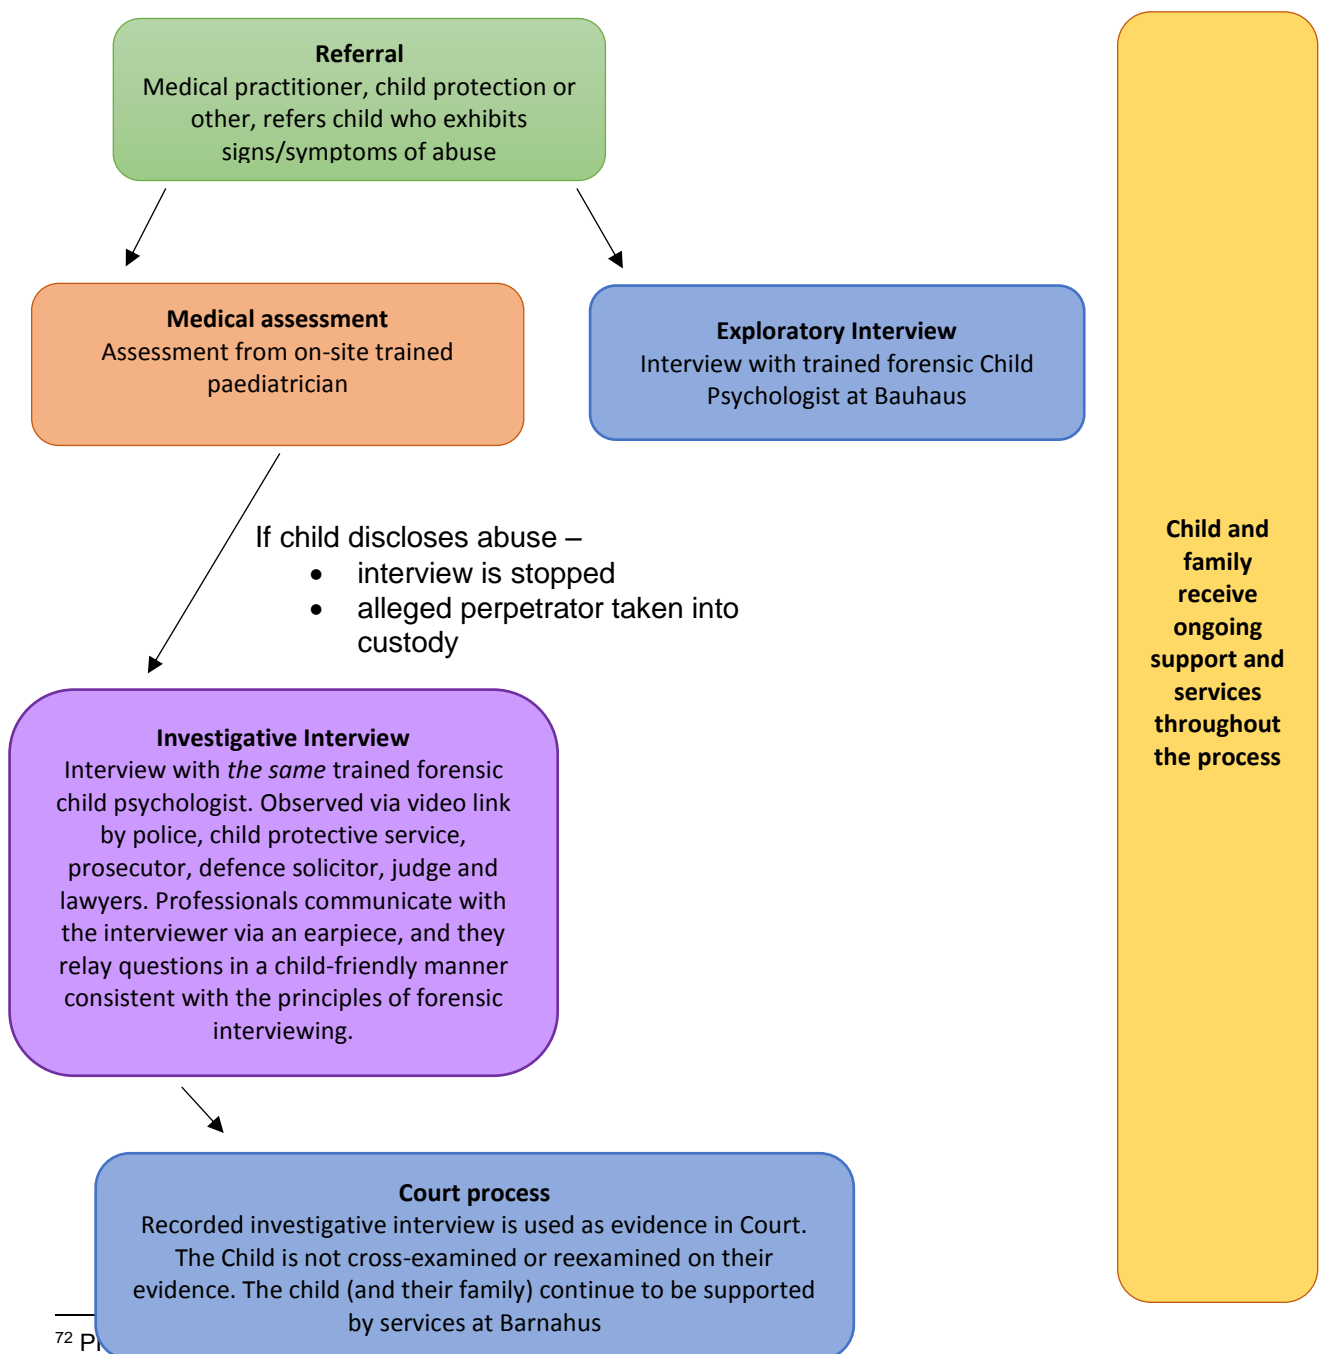 Referral
Medical practitioner, child protection or
other, refers child who exhibits
signs/symptoms of abuse
Medical assessment
Assessment from on-site trained
paediatrician
Exploratory Interview
Interview with trained forensic Child
Psychologist at Bauhaus
If child discloses abuse –
• interview is stopped
• alleged perpetrator taken into
custody
Investigative Interview
Interview with the same trained forensic
child psychologist. Observed via video link
by police, child protective service,
prosecutor, defence solicitor, judge and
lawyers. Professionals communicate with
the interviewer via an earpiece, and they
relay questions in a child-friendly manner
consistent with the principles of forensic
interviewing.
Court process
Recorded investigative interview is used as evidence in Court.
The Child is not cross-examined or reexamined on their
evidence. The child (and their family) continue to be supported
by services at Barnahus
Child and
family
receive
ongoing
support and
services
throughout
the process
72